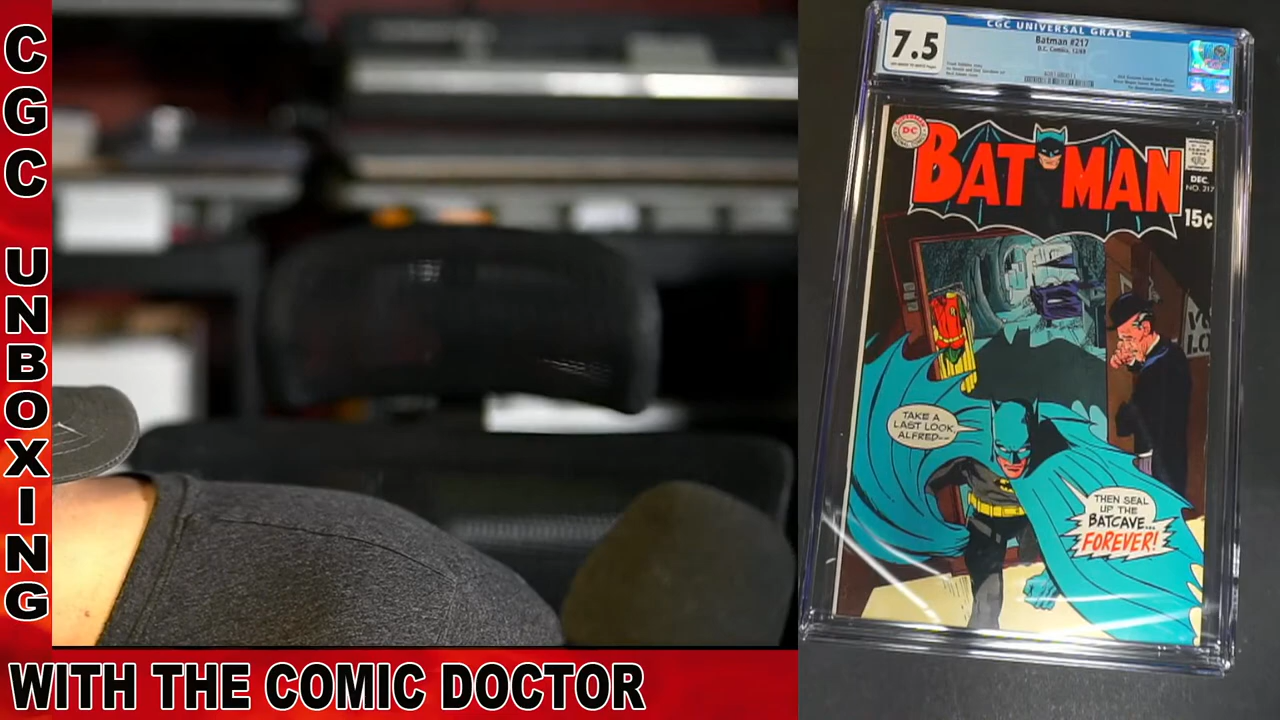 CGC UNBOXING
WITH THE COMIC DOCTOR
CGC UNIVERSAL GRADE
7.5
Batman #217
D.C. Comics, 12/69
DC
BATMAN
DEC.
NO. 217
15¢
TAKE A
LAST LOOK,
ALFRED--
THEN SEAL
UP THE
BATCAVE...
FOREVER!